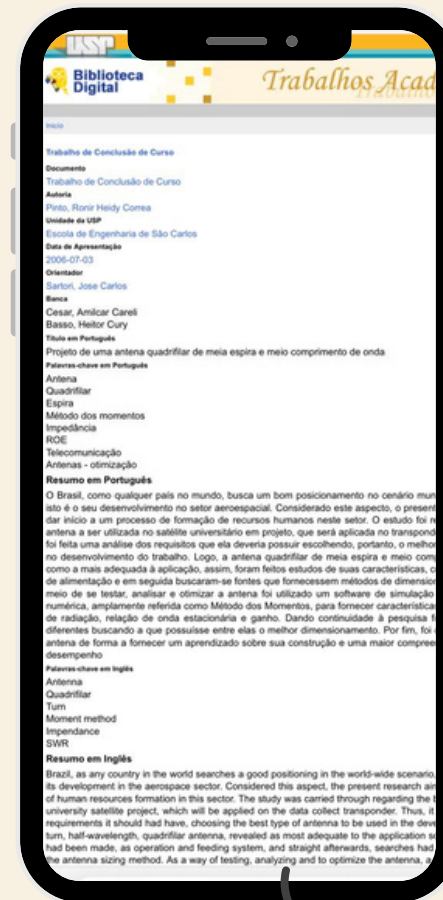 USP
Biblioteca
Digital
Trabalhos Acad
Início
Trabalho de Conclusão de Curso
Documento
Trabalho de Conclusão de Curso
Autoria
Pinto, Ronir Heidy Correa
Unidade da USP
Escola de Engenharia de São Carlos
Data de Apresentação
2006-07-03
Orientador
Sartori, Jose Carlos
Banca
Cesar, Amilcar Careli
Basso, Heitor Cury
Título em Português
Projeto de uma antena quadrifilar de meia espira e meio comprimento de onda
Palavras-chave em Português
Antena
Quadrifilar
Espira
Método dos momentos
Impedância
ROE
Telecomunicação
Antenas - otimização
Resumo em Português
O Brasil, como qualquer país no mundo, busca um bom posicionamento no cenário mun
isto é o seu desenvolvimento no setor aeroespacial. Considerado este aspecto, o present
dar início a um processo de formação de recursos humanos neste setor. O estudo foi r
antena a ser utilizada no satélite universitário em projeto, que será aplicada no transpond
foi feita uma análise dos requisitos que ela deveria possuir escolhendo, portanto, o melho
no desenvolvimento do trabalho. Logo, a antena quadrifilar de meia espira e meio comp
como a mais adequada à aplicação, assim, foram feitos estudos de suas características, c
de alimentação e em seguida buscaram-se fontes que fornecessem métodos de dimension
meio de se testar, analisar e otimizar a antena foi utilizado um software de simulação
numérica, amplamente referida como Método dos Momentos, para fornecer característica
de radiação, relação de onda estacionária e ganho. Dando continuidade à pesquisa f
diferentes buscando a que possuísse entre elas o melhor dimensionamento. Por fim, foi
antena de forma a fornecer um aprendizado sobre sua construção e uma maior compree
desempenho
Palavras-chave em Inglês
Antenna
Quadrifilar
Turn
Moment method
Impendance
SWR
Resumo em Inglês
Brazil, as any country in the world searches a good positioning in the world-wide scenario,
its development in the aerospace sector. Considered this aspect, the present research aim
of human resources formation in this sector. The study was carried through regarding the
university satellite project, which will be applied on the data collect transponder. Thus, it
requirements it should had have, choosing the best type of antenna to be used in the deve
turn, half-wavelength, quadrifilar antenna, revealed as most adequate to the application s
had been made, as operation and feeding system, and straight afterwards, searches had
the antenna sizing method. As a way of testing, analyzing and to optimize the antenna, a